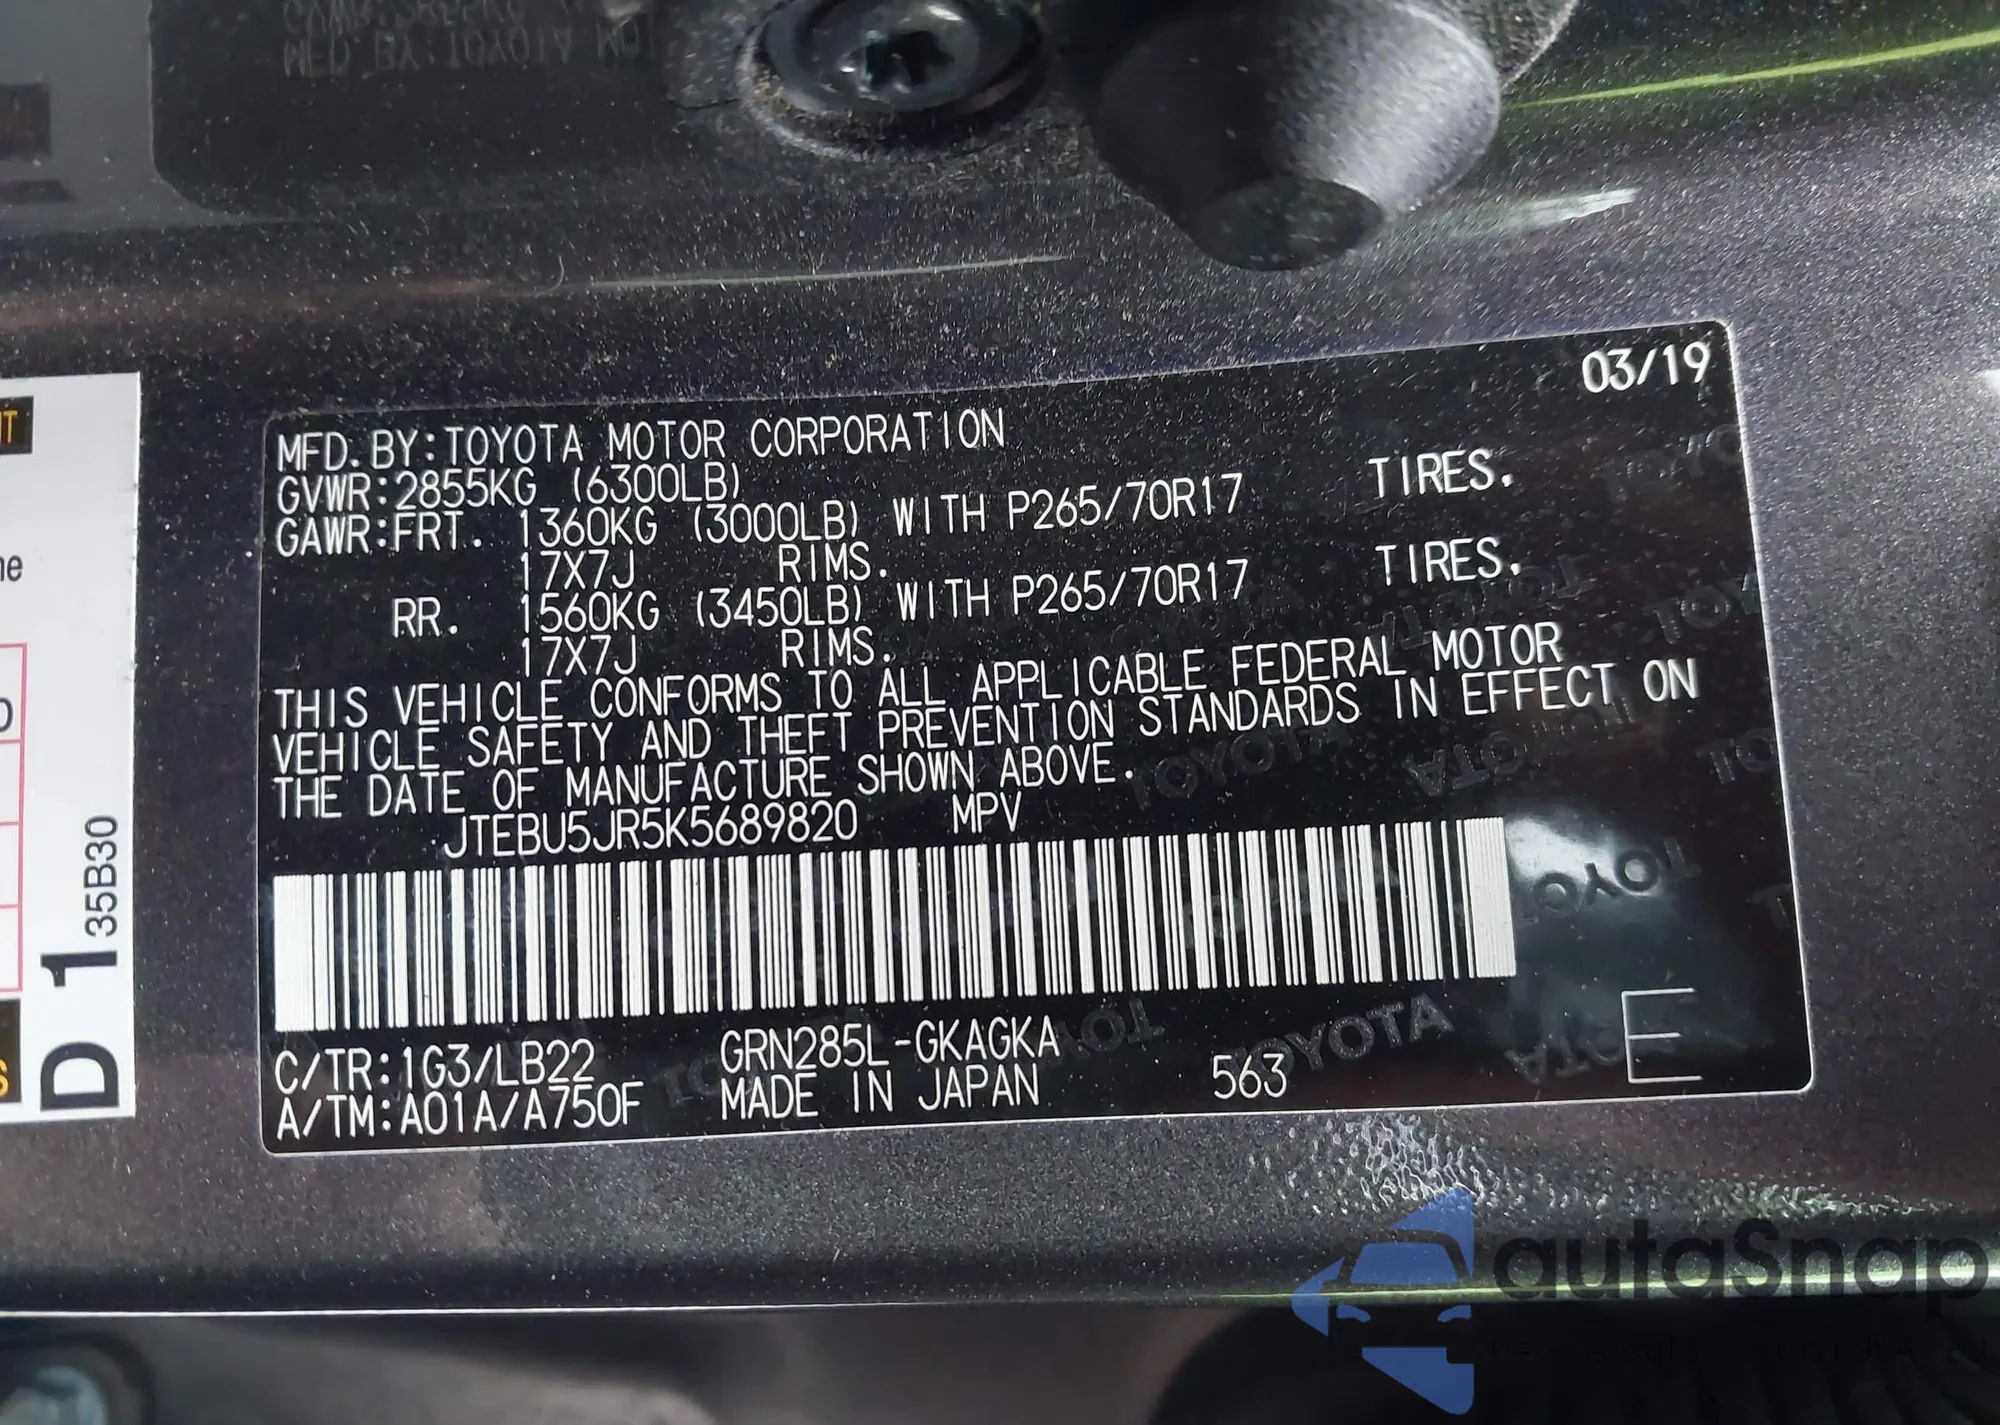 03/19
MFD. BY:TOYOTA MOTOR CORPORATION
GVWR:2855KG (6300LB)
GAWR:FRT. 1360KG (3000LB) WITH P265/70R17 TIRES.
17X7J RIMS.
RR. 1560KG (3450LB) WITH P265/70R17 TIRES.
17X7J RIMS.
THIS VEHICLE CONFORMS TO ALL APPLICABLE FEDERAL MOTOR
VEHICLE SAFETY AND THEFT PREVENTION STANDARDS IN EFFECT ON
THE DATE OF MANUFACTURE SHOWN ABOVE.
JTEBU5JR5K5689820 MPV
C/TR:1G3/LB22 GRN285L-GKAGKA
A/TM:A01A/A750F MADE IN JAPAN 563 E
D 1 35B30
autaSnap